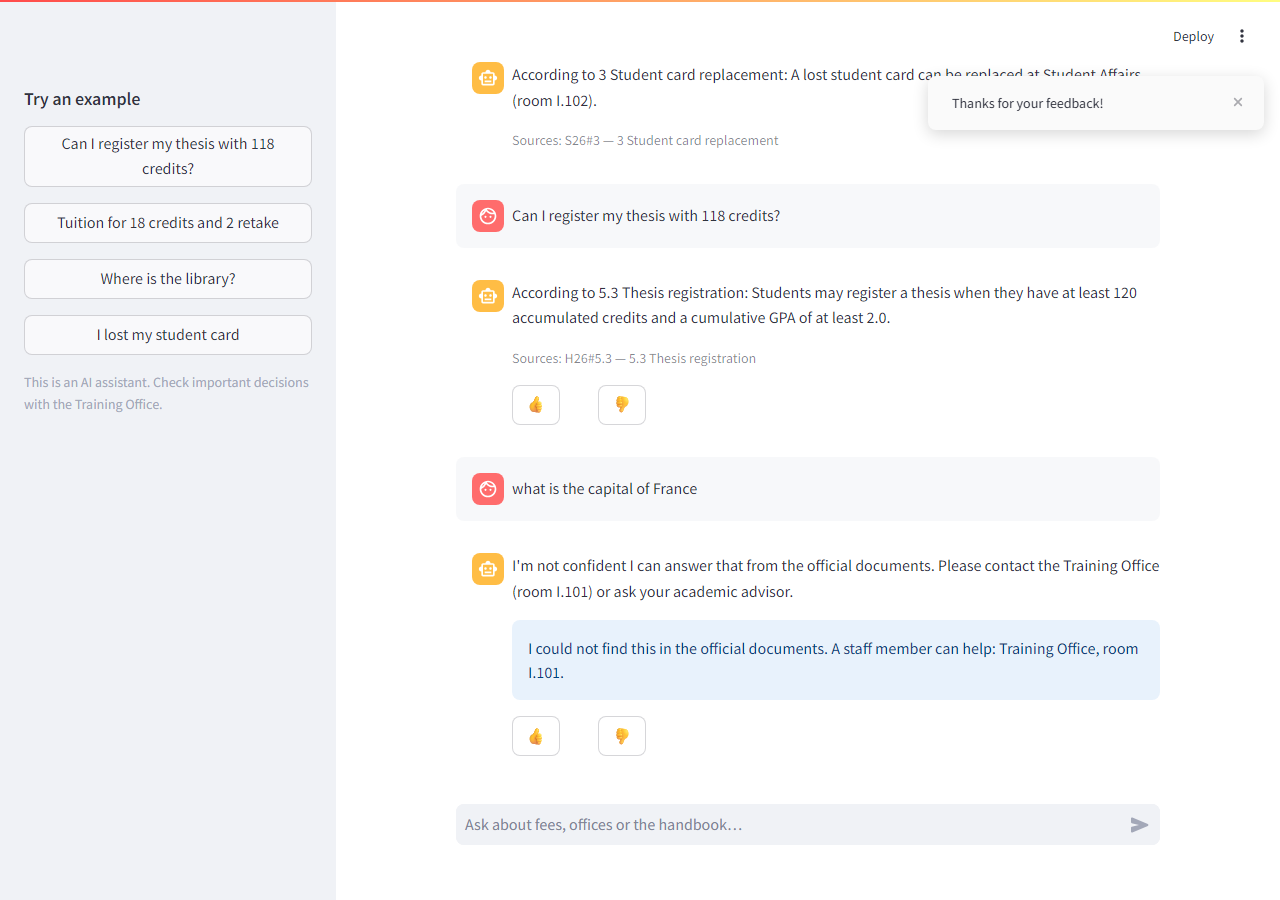 Deploy
Try an example
Can I register my thesis with 118
credits?
Tuition for 18 credits and 2 retake
Where is the library?
I lost my student card
This is an AI assistant. Check important decisions
with the Training Office.
According to 3 Student card replacement: A lost student card can be replaced at Student Affairs
(room I.102).
Thanks for your feedback!
Sources: S26#3 — 3 Student card replacement
Can I register my thesis with 118 credits?
According to 5.3 Thesis registration: Students may register a thesis when they have at least 120
accumulated credits and a cumulative GPA of at least 2.0.
Sources: H26#5.3 — 5.3 Thesis registration
what is the capital of France
I'm not confident I can answer that from the official documents. Please contact the Training Office
(room I.101) or ask your academic advisor.
I could not find this in the official documents. A staff member can help: Training Office, room
I.101.
Ask about fees, offices or the handbook…